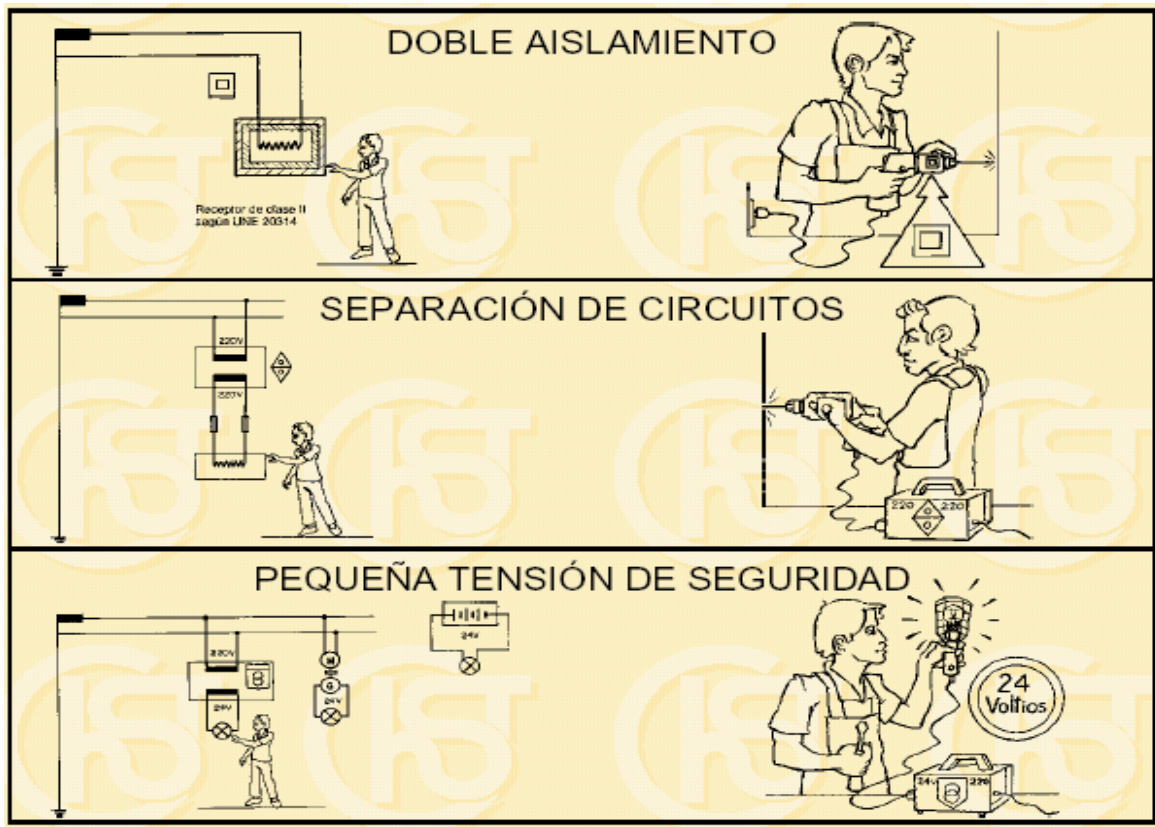 DOBLE AISLAMIENTO
Receptor de clase II
según UNE 20314
SEPARACIÓN DE CIRCUITOS
220V
220V
220 220
PEQUEÑA TENSIÓN DE SEGURIDAD
220V
24V
M
G
24V
24V
24
Voltios
24V 220